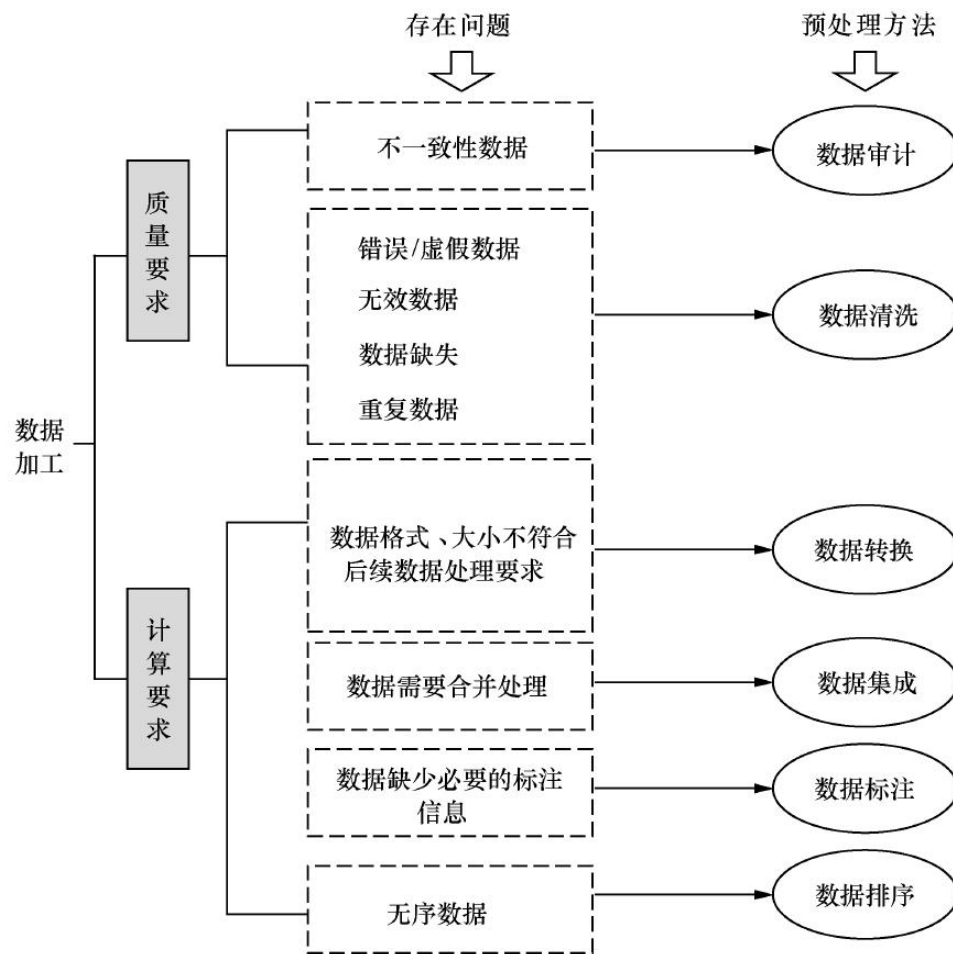 存在问题
预处理方法
数据
加工
质量要求
不一致性数据
数据审计
错误/虚假数据
无效数据
数据缺失
重复数据
数据清洗
计算要求
数据格式、大小不符合
后续数据处理要求
数据转换
数据需要合并处理
数据集成
数据缺少必要的标注
信息
数据标注
无序数据
数据排序